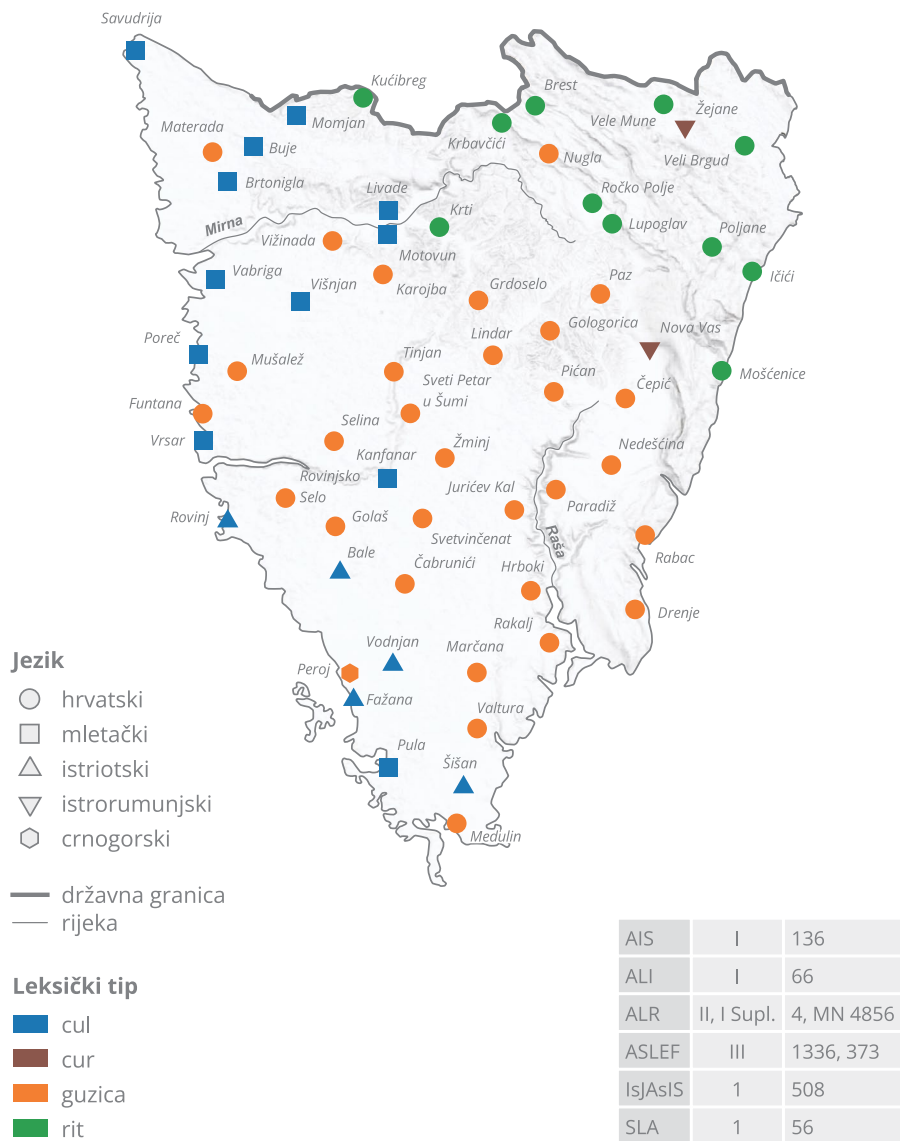 Savudrija
Kućibreg
Brest
Momjan
Vele Mune
Žejane
Materada
Buje
Krbavčići
Nugla
Veli Brgud
Brtonigla
Livade
Ročko Polje
Mirna
Krti
Lupoglav
Poljane
Vižinada
Motovun
Vabriga
Višnjan
Karojba
Grdoselo
Paz
Ičići
Gologorica
Nova Vas
Poreč
Lindar
Mušalež
Tinjan
Pićan
Mošćenice
Sveti Petar
u Šumi
Čepić
Funtana
Selina
Vrsar
Kanfanar
Žminj
Nedešćina
Rovinjsko
Selo
Jurićev Kal
Paradiž
Rovinj
Golaš
Svetvinčenat
Raša
Bale
Čabrunići
Hrboki
Rabac
Drenje
Rakalj
Vodnjan
Marčana
Peroj
Fažana
Valtura
Pula
Šišan
Medulin
Jezik
hrvatski
mletački
istriotski
istrorumunjski
crnogorski
državna granica
rijeka
Leksički tip
cul
cur
guzica
rit
AIS I 136
ALI I 66
ALR II, I Supl. 4, MN 4856
ASLEF III 1336, 373
IsJAsIS 1 508
SLA 1 56